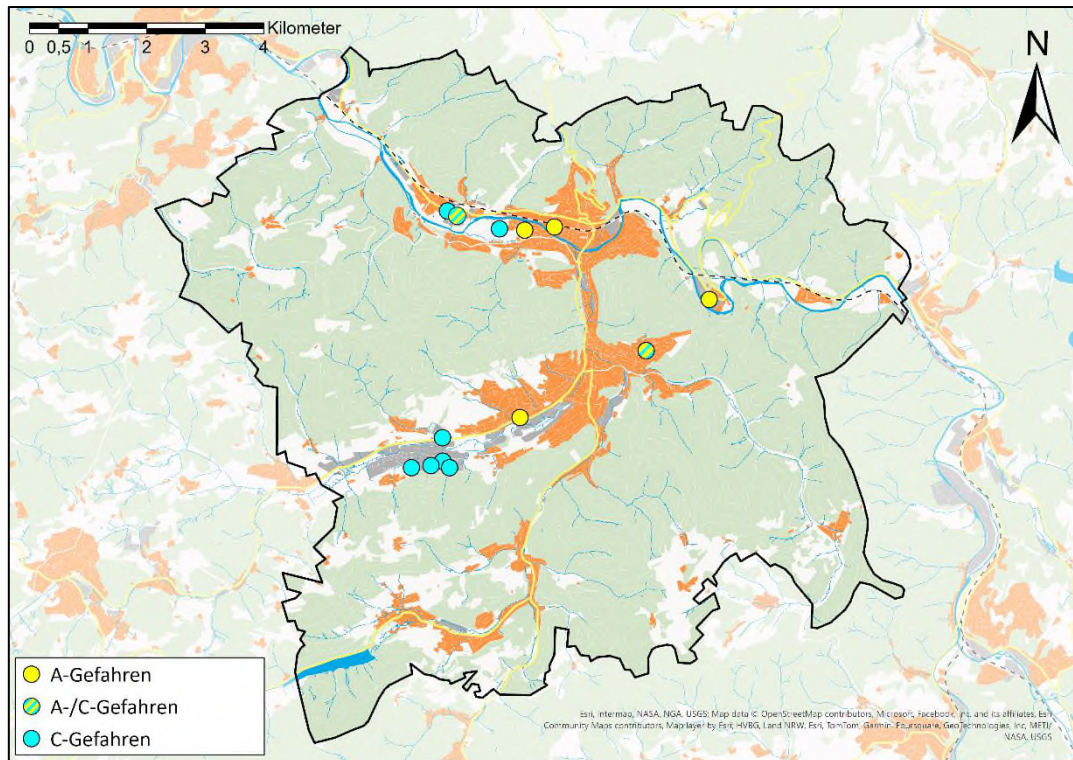 Kilometer
0 0,5 1 2 3 4
N
A-Gefahren
A-/C-Gefahren
C-Gefahren
Esri, Intermap, NASA, NGA, USGS; Map data © OpenStreetMap contributors, Microsoft, Facebook, Inc. and its affiliates, Esri
Community Maps contributors, Map layer by Esri; HVBG, Land NRW, Esri, TomTom, Garmin, Foursquare, GeoTechnologies, Inc, METI/
NASA, USGS